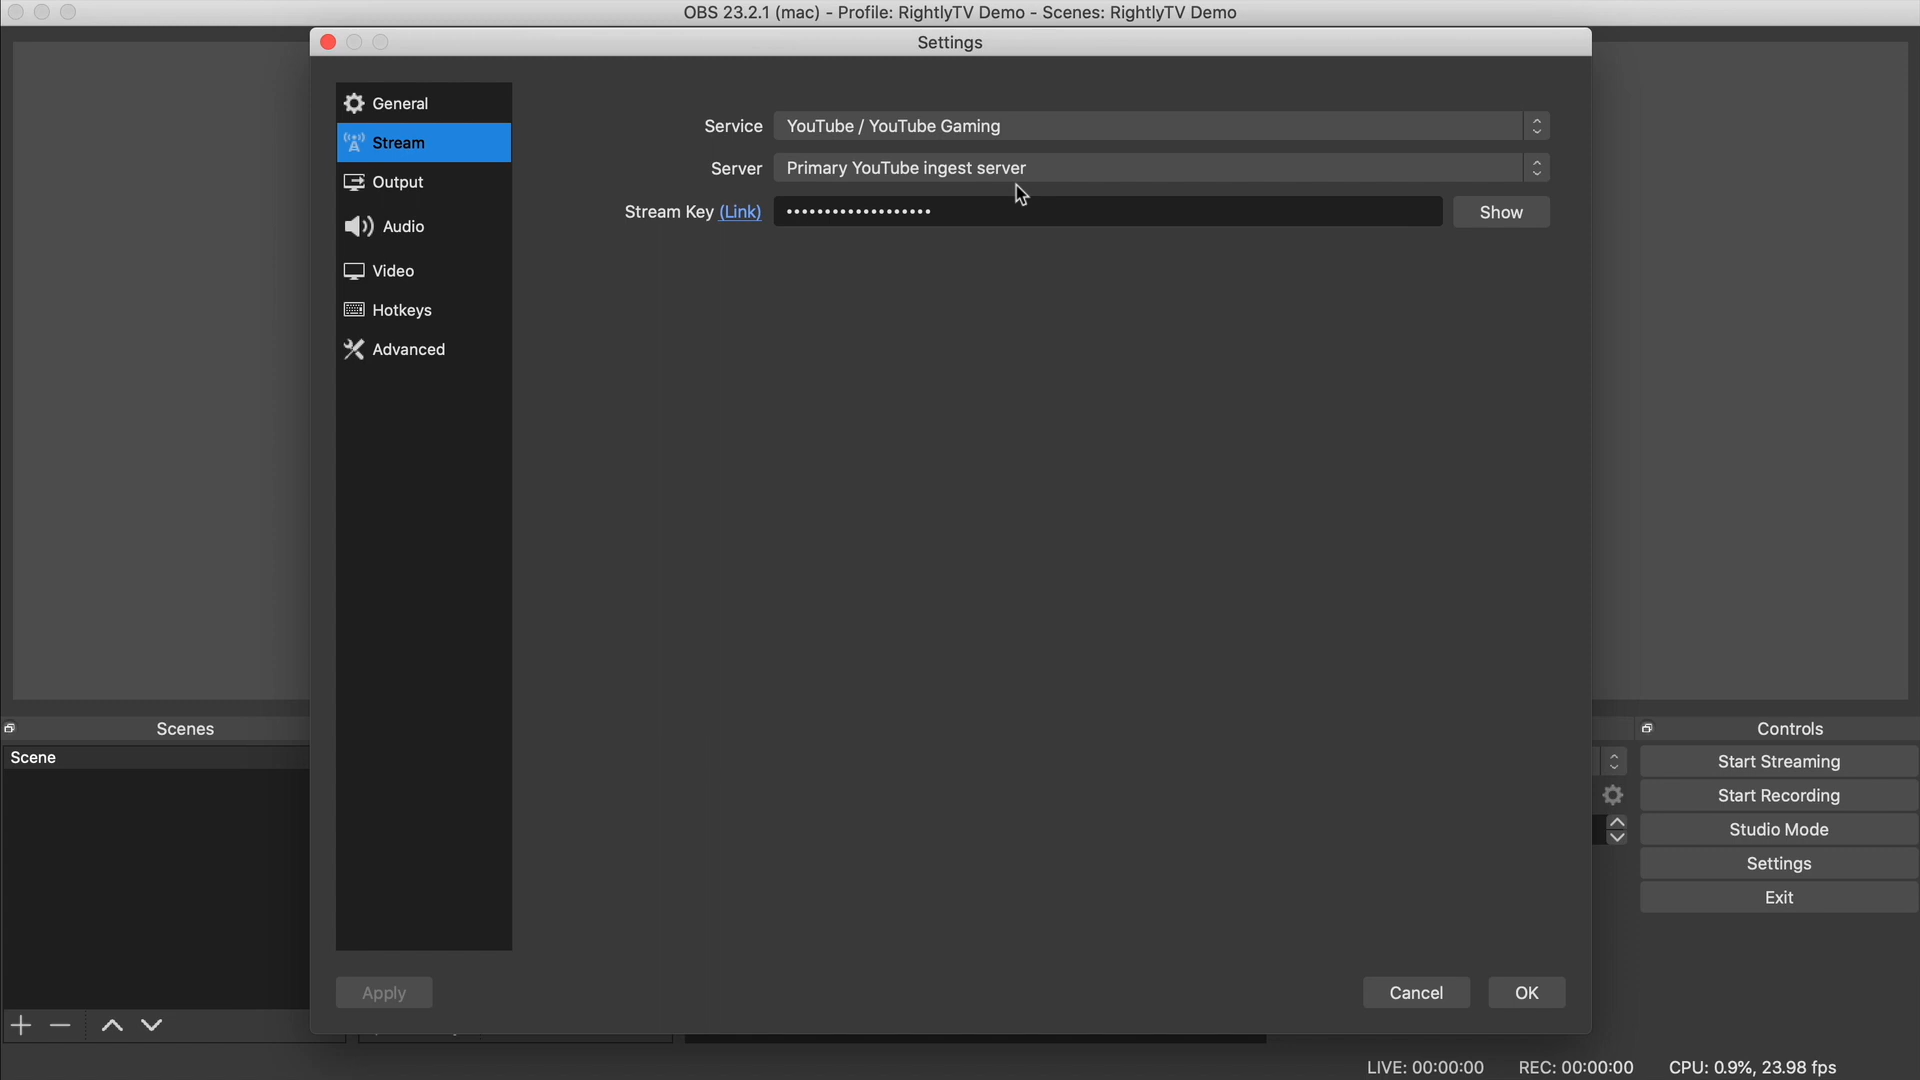 OBS 23.2.1 (mac) - Profile: RightlyTV Demo - Scenes: RightlyTV Demo
Settings
General
Stream
Output
Audio
Video
Hotkeys
Advanced
Service YouTube / YouTube Gaming
Server Primary YouTube ingest server
Stream Key (Link) ••••••••••••••••••• Show
Apply
Cancel
OK
Scenes
Scene
Controls
Start Streaming
Start Recording
Studio Mode
Settings
Exit
LIVE: 00:00:00 REC: 00:00:00 CPU: 0.9%, 23.98 fps